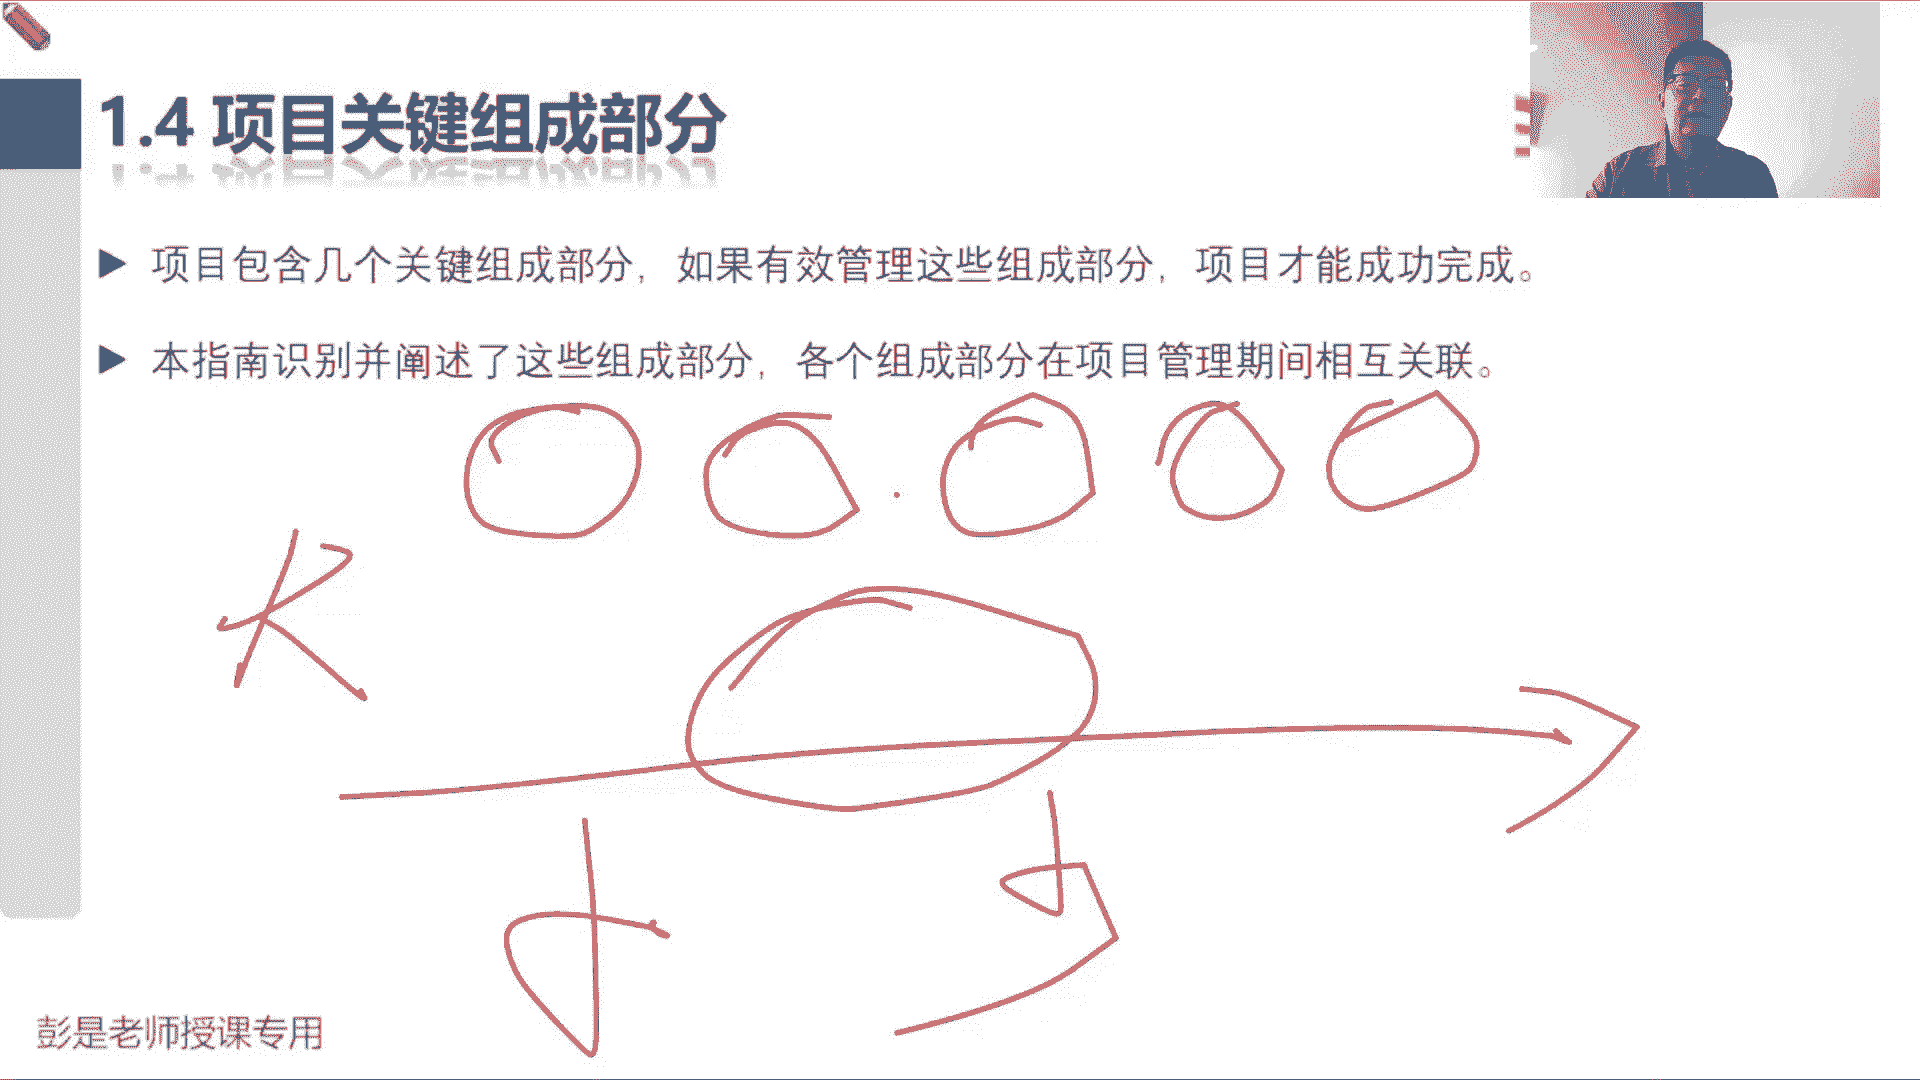 1.4 项目关键组成部分
项目包含几个关键组成部分，如果有效管理这些组成部分，项目才能成功完成。
本指南识别并阐述了这些组成部分，各个组成部分在项目管理期间相互关联。
K
彭是老师授课专用